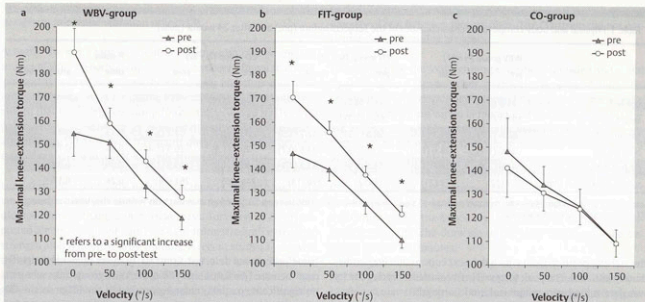 a WBV-group
pre
post
Maximal knee-extension torque (Nm)
200
190
180
170
160
150
140
130
120
110
100
* * * *
* refers to a significant increase
from pre- to post-test
0 50 100 150
Velocity (°/s)
b FIT-group
pre
post
Maximal knee-extension torque (Nm)
200
190
180
170
160
150
140
130
120
110
100
* * * *
0 50 100 150
Velocity (°/s)
c CO-group
pre
post
Maximal knee-extension torque (Nm)
200
190
180
170
160
150
140
130
120
110
100
0 50 100 150
Velocity (°/s)